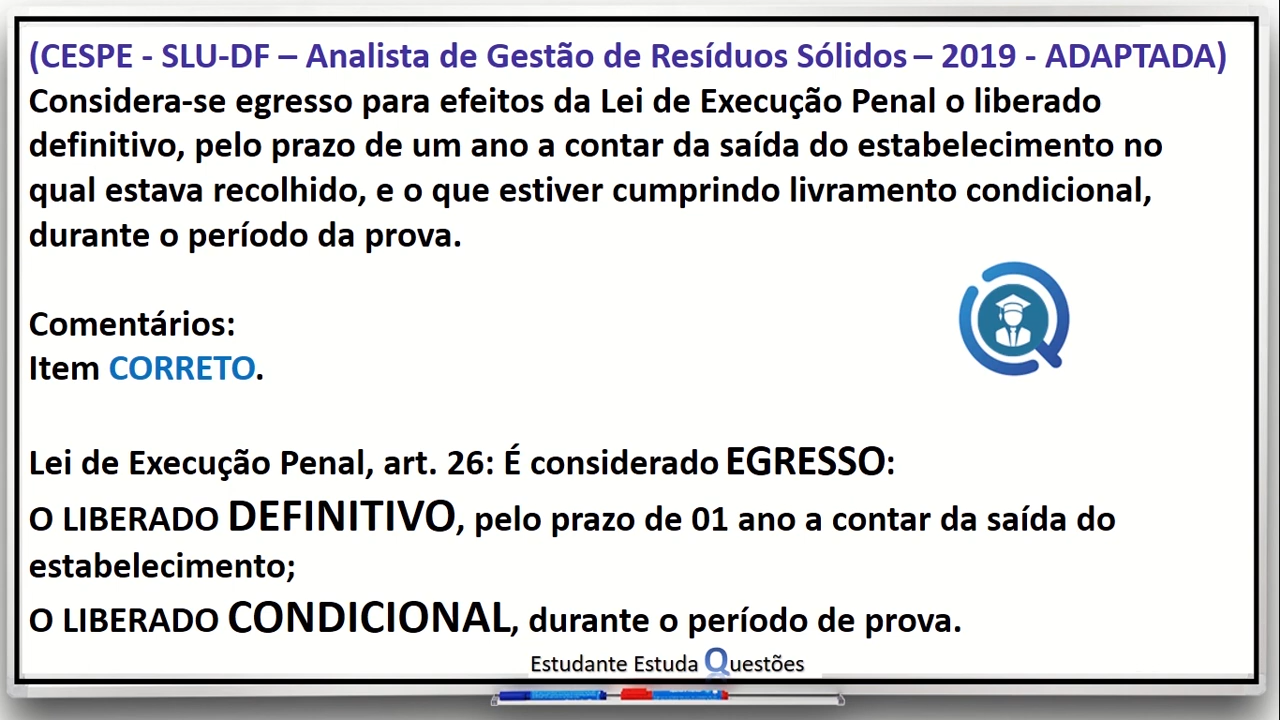 (CESPE - SLU-DF – Analista de Gestão de Resíduos Sólidos – 2019 - ADAPTADA)
Considera-se egresso para efeitos da Lei de Execução Penal o liberado
definitivo, pelo prazo de um ano a contar da saída do estabelecimento no
qual estava recolhido, e o que estiver cumprindo livramento condicional,
durante o período da prova.
Comentários:
Item CORRETO.
Lei de Execução Penal, art. 26: É considerado EGRESSO:
O LIBERADO DEFINITIVO, pelo prazo de 01 ano a contar da saída do
estabelecimento;
O LIBERADO CONDICIONAL, durante o período de prova.
Estudante Estuda Questões